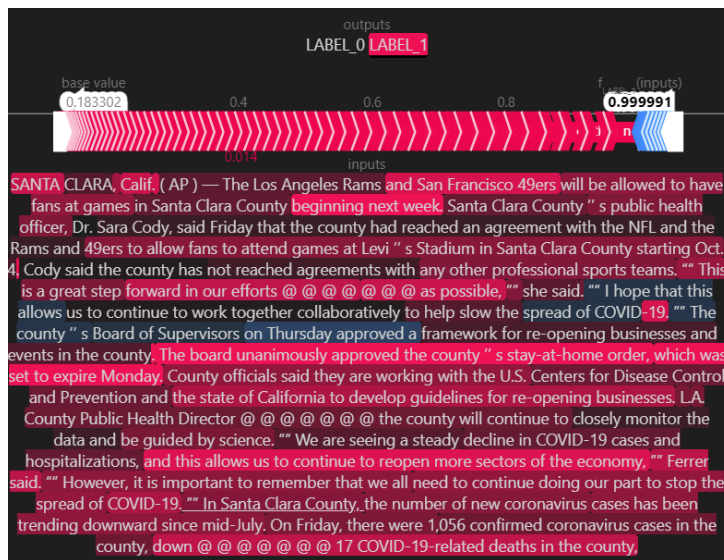 outputs
LABEL_0 LABEL_1
base value
(inputs)
0.183302
0.4
0.6
0.8
0.999991
0.014
inputs
SANTA CLARA, Calif. ( AP ) — The Los Angeles Rams and San Francisco 49ers will be allowed to have
fans at games in Santa Clara County beginning next week. Santa Clara County ″ s public health
officer, Dr. Sara Cody, said Friday that the county had reached an agreement with the NFL and the
Rams and 49ers to allow fans to attend games at Levi ″ s Stadium in Santa Clara County starting Oct.
4. Cody said the county has not reached agreements with any other professional sports teams. "" This
is a great step forward in our efforts @ @ @ @ @ @ @ as possible, "" she said. "" I hope that this
allows us to continue to work together collaboratively to help slow the spread of COVID-19. "" The
county ″ s Board of Supervisors on Thursday approved a framework for re-opening businesses and
events in the county. The board unanimously approved the county ″ s stay-at-home order, which was
set to expire Monday. County officials said they are working with the U.S. Centers for Disease Control
and Prevention and the state of California to develop guidelines for re-opening businesses. L.A.
County Public Health Director @ @ @ @ @ @ @ the county will continue to closely monitor the
data and be guided by science. "" We are seeing a steady decline in COVID-19 cases and
hospitalizations, and this allows us to continue to reopen more sectors of the economy, "" Ferrer
said. "" However, it is important to remember that we all need to continue doing our part to stop the
spread of COVID-19. "" In Santa Clara County, the number of new coronavirus cases has been
trending downward since mid-July. On Friday, there were 1,056 confirmed coronavirus cases in the
county, down @ @ @ @ @ @ @ 17 COVID-19-related deaths in the county,